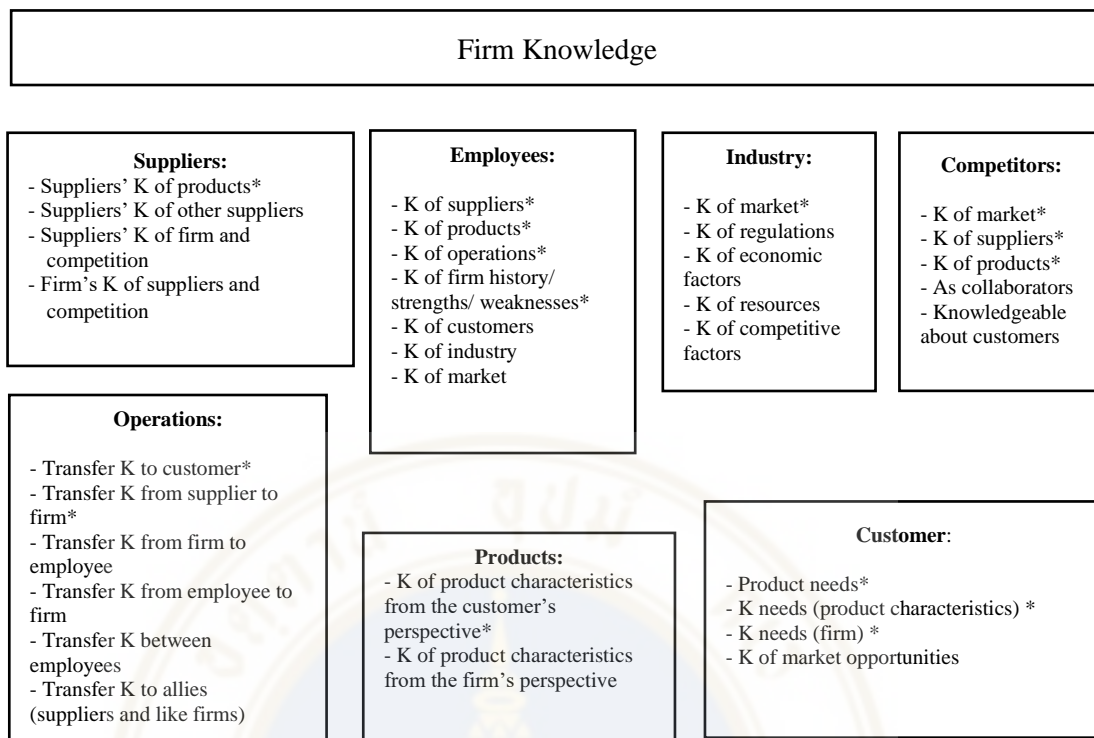 Firm Knowledge
Suppliers:
- Suppliers’ K of products*
- Suppliers’ K of other suppliers
- Suppliers’ K of firm and
competition
- Firm’s K of suppliers and
competition
Employees:
- K of suppliers*
- K of products*
- K of operations*
- K of firm history/
strengths/ weaknesses*
- K of customers
- K of industry
- K of market
Industry:
- K of market*
- K of regulations
- K of economic
factors
- K of resources
- K of competitive
factors
Competitors:
- K of market*
- K of suppliers*
- K of products*
- As collaborators
- Knowledgeable
about customers
Operations:
- Transfer K to customer*
- Transfer K from supplier to
firm*
- Transfer K from firm to
employee
- Transfer K from employee to
firm
- Transfer K between
employees
- Transfer K to allies
(suppliers and like firms)
Products:
- K of product characteristics
from the customer’s
perspective*
- K of product characteristics
from the firm’s perspective
Customer:
- Product needs*
- K needs (product characteristics) *
- K needs (firm) *
- K of market opportunities